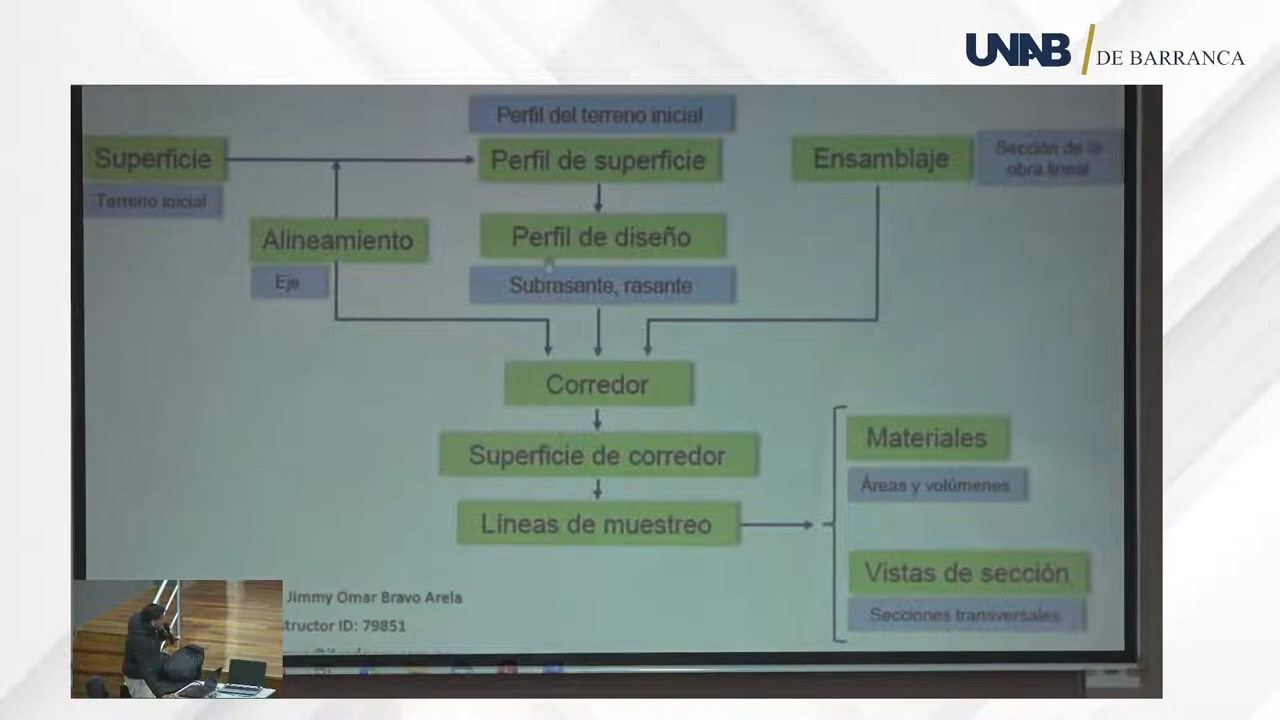 UNAB
DE BARRANCA
Perfil del terreno inicial
Superficie
Perfil de superficie
Ensamblaje
Sección de la
obra lineal
Terreno inicial
Alineamiento
Perfil de diseño
Eje
Subrasante, rasante
Corredor
Superficie de corredor
Líneas de muestreo
Materiales
Áreas y volúmenes
Vistas de sección
Secciones transversales
Jimmy Omar Bravo Arela
structor ID: 79851